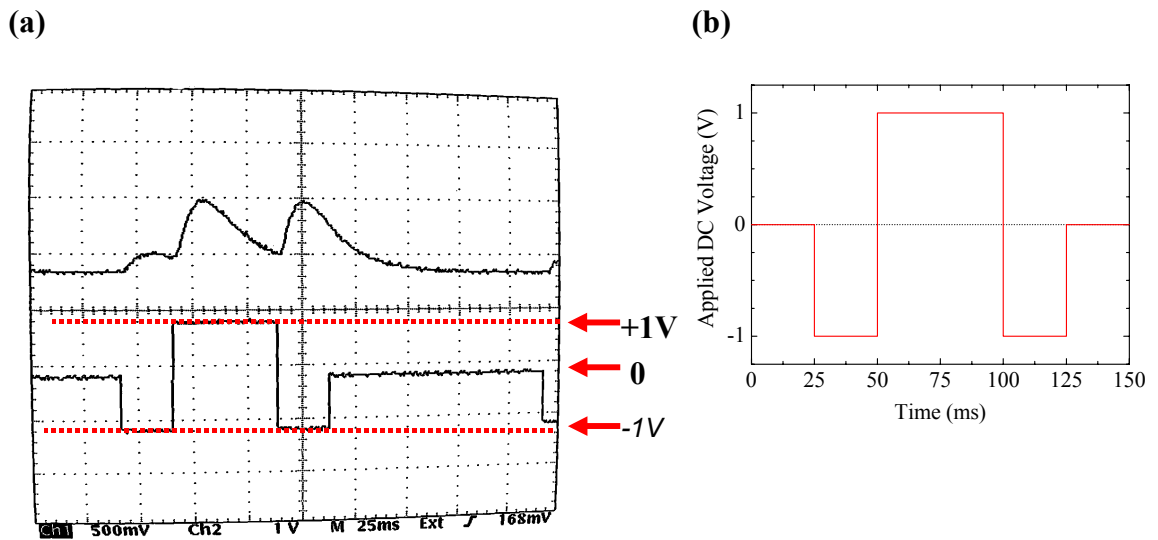 (a)
(b)
+1V
0
-1V
Ch1 500mV Ch2 1 V M 25ms Ext 168mV
Applied DC Voltage (V)
1
0
-1
0 25 50 75 100 125 150
Time (ms)